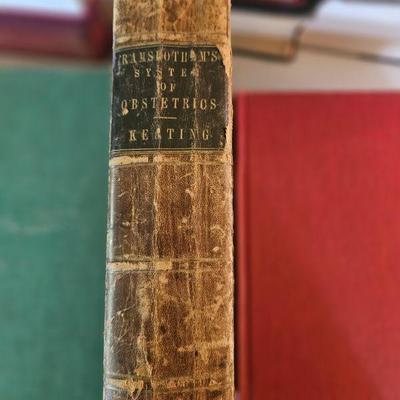 RAMSBOTHAM'S
SYSTEM
OF
OBSTETRICS
KEATING